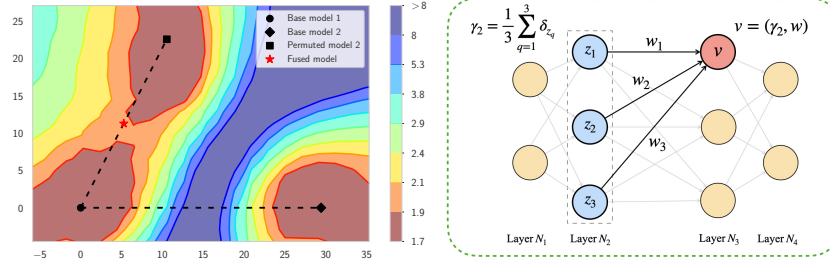 Base model 1
Base model 2
Permuted model 2
Fused model
25
20
15
10
5
0
−5 0 5 10 15 20 25 30 35
> 8
8
5.3
3.8
2.9
2.4
2.1
1.9
1.7
γ₂ = 1/3 ∑_{q=1}^{3} δ_{z_q}
v = (γ₂, w)
z₁
z₂
z₃
w₁
w₂
w₃
v
Layer N₁ Layer N₂ Layer N₃ Layer N₄